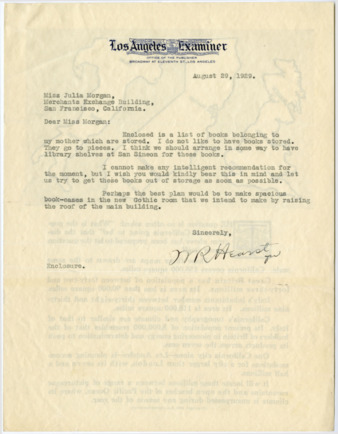 Los Angeles Examiner
OFFICE OF THE PUBLISHER
BROADWAY AT ELEVENTH ST., LOS ANGELES
August 29, 1929.
Miss Julia Morgan,
Merchants Exchange Building,
San Francisco, California.
Dear Miss Morgan:
Enclosed is a list of books belonging to
my mother which are stored. I do not like to have books stored.
They go to pieces. I think we should arrange in some way to have
library shelves at San Simeon for these books.
I cannot make any intelligent recommendation for
the moment, but I wish you would kindly bear this in mind and let
us try to get these books out of storage as soon as possible.
Perhaps the best plan would be to make spacious
book-cases in the new Gothic room that we intend to make by raising
the roof of the main building.
Sincerely,
W R Hearst
Enclosure.